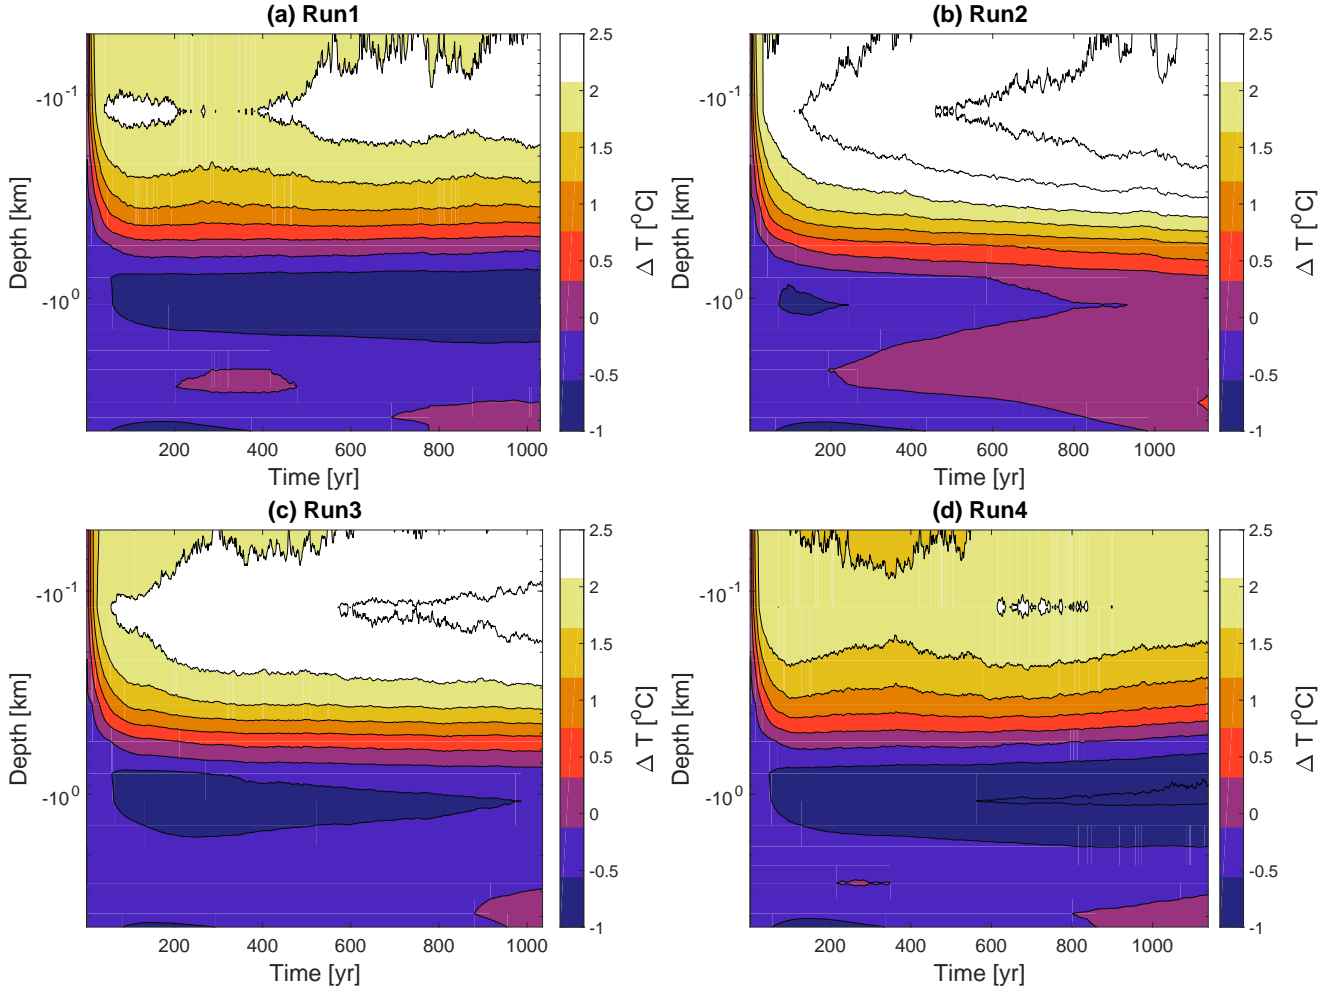 (a) Run1
Depth [km]
-10^1
-10^0
200 400 600 800 1000
Time [yr]
2.5
2
1.5
1
0.5
0
-0.5
-1
Δ T [°C]
(b) Run2
Depth [km]
-10^-1
-10^0
200 400 600 800 1000
Time [yr]
2.5
2
1.5
1
0.5
0
-0.5
-1
Δ T [°C]
(c) Run3
Depth [km]
-10^-1
-10^0
200 400 600 800 1000
Time [yr]
2.5
2
1.5
1
0.5
0
-0.5
-1
Δ T [°C]
(d) Run4
Depth [km]
-10^-1
-10^0
200 400 600 800 1000
Time [yr]
2.5
2
1.5
1
0.5
0
-0.5
-1
Δ T [°C]